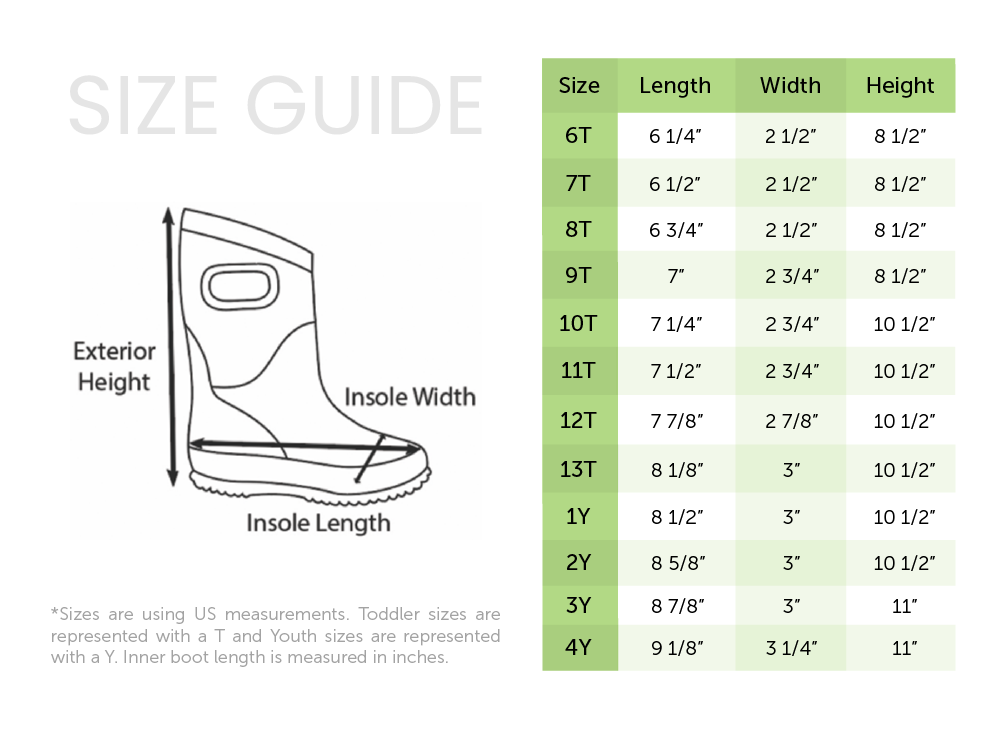 SIZE GUIDE
Exterior
Height
Insole Width
Insole Length
*Sizes are using US measurements. Toddler sizes are
represented with a T and Youth sizes are represented
with a Y. Inner boot length is measured in inches.
Size Length Width Height
6T 6 1/4” 2 1/2” 8 1/2”
7T 6 1/2” 2 1/2” 8 1/2”
8T 6 3/4” 2 1/2” 8 1/2”
9T 7” 2 3/4” 8 1/2”
10T 7 1/4” 2 3/4” 10 1/2”
11T 7 1/2” 2 3/4” 10 1/2”
12T 7 7/8” 2 7/8” 10 1/2”
13T 8 1/8” 3” 10 1/2”
1Y 8 1/2” 3” 10 1/2”
2Y 8 5/8” 3” 10 1/2”
3Y 8 7/8” 3” 11”
4Y 9 1/8” 3 1/4” 11”